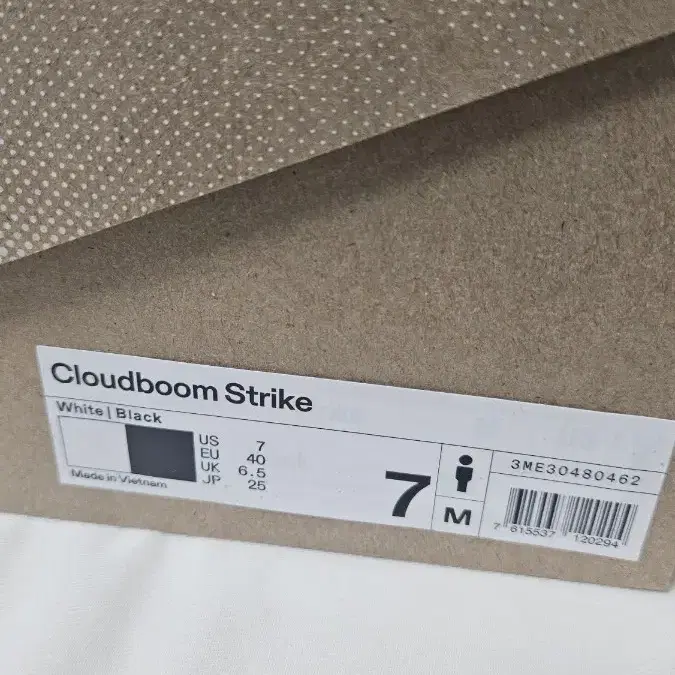 Cloudboom Strike
White | Black
US 7
EU 40
UK 6.5
JP 25
Made in Vietnam
7
M
3ME30480462
7 615537 120294